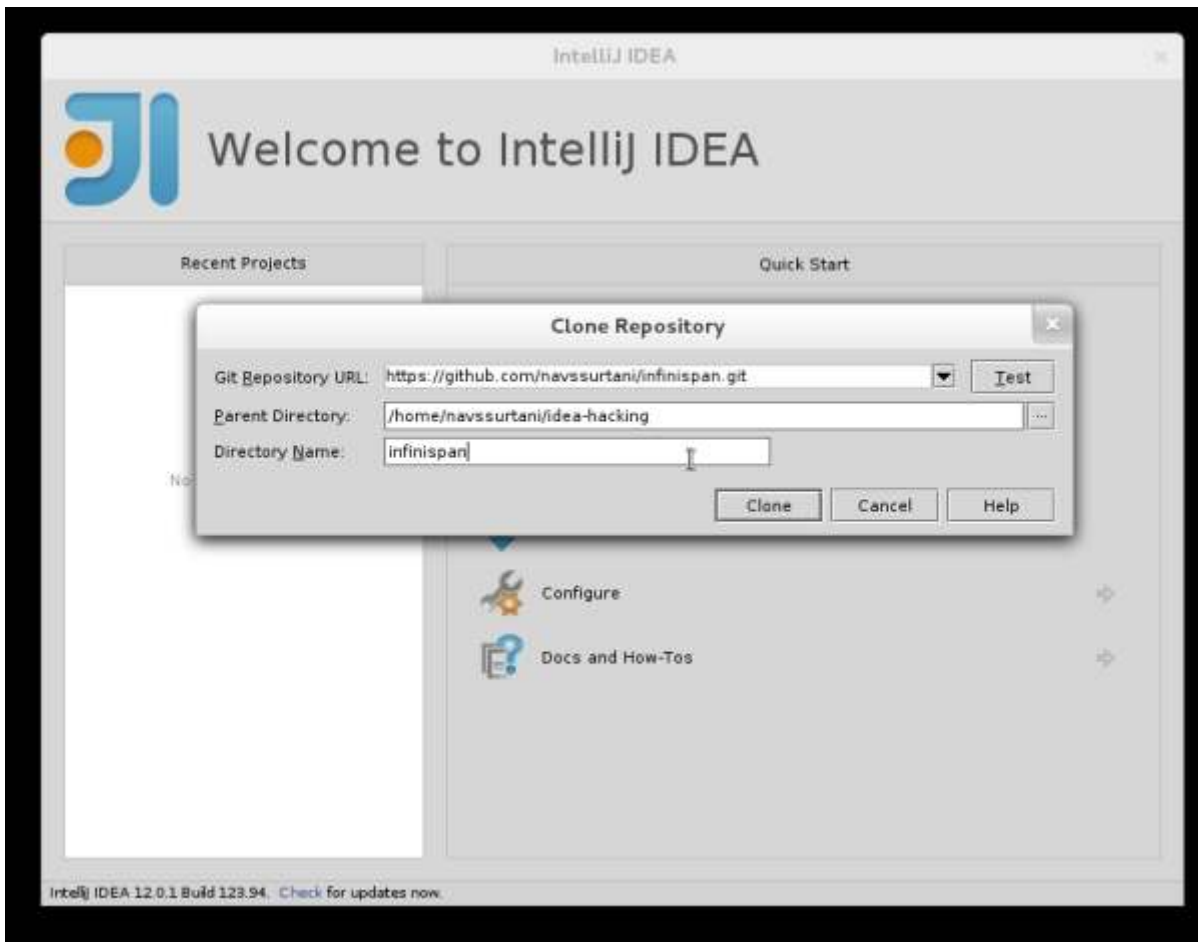 IntelliJ IDEA
Welcome to IntelliJ IDEA
Recent Projects
Quick Start
Clone Repository
Git Repository URL: https://github.com/navssurtani/infinispan.git Test
Parent Directory: /home/navssurtani/idea-hacking ...
Directory Name: infinispan
No
Clone Cancel Help
Configure
Docs and How-Tos
IntelliJ IDEA 12.0.1 Build 123.94. Check for updates now.